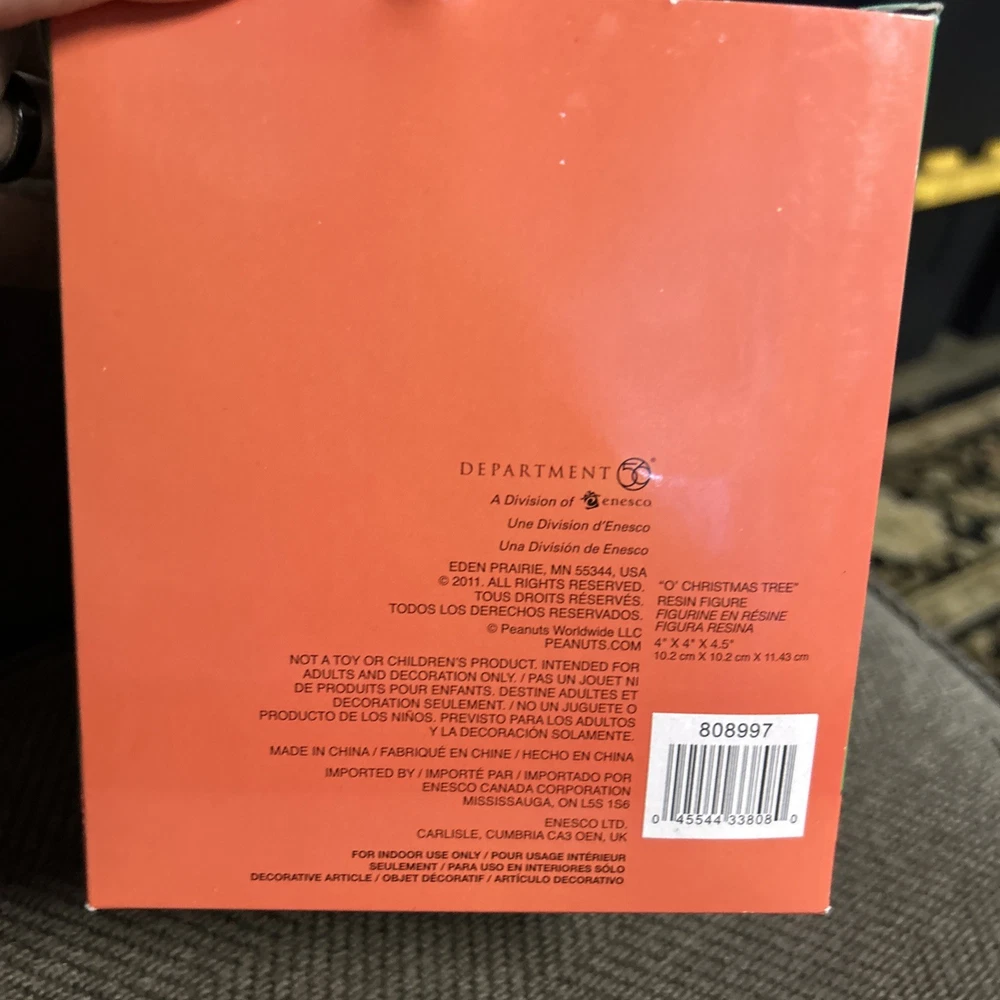 DEPARTMENT 56®
A Division of enesco
Une Division d'Enesco
Una División de Enesco
EDEN PRAIRIE, MN 55344, USA
© 2011. ALL RIGHTS RESERVED.
TOUS DROITS RÉSERVÉS.
TODOS LOS DERECHOS RESERVADOS.
© Peanuts Worldwide LLC
PEANUTS.COM
NOT A TOY OR CHILDREN'S PRODUCT. INTENDED FOR
ADULTS AND DECORATION ONLY. / PAS UN JOUET NI
DE PRODUITS POUR ENFANTS. DESTINE ADULTES ET
DECORATION SEULEMENT. / NO UN JUGUETE O
PRODUCTO DE LOS NIÑOS. PREVISTO PARA LOS ADULTOS
Y LA DECORACIÓN SOLAMENTE.
MADE IN CHINA / FABRIQUÉ EN CHINE / HECHO EN CHINA
IMPORTED BY / IMPORTÉ PAR / IMPORTADO POR
ENESCO CANADA CORPORATION
MISSISSAUGA, ON L5S 1S6
ENESCO LTD.
CARLISLE, CUMBRIA CA3 OEN, UK
FOR INDOOR USE ONLY / POUR USAGE INTÉRIEUR
SEULEMENT / PARA USO EN INTERIORES SÓLO
DECORATIVE ARTICLE / OBJET DÉCORATIF / ARTÍCULO DECORATIVO
"O' CHRISTMAS TREE"
RESIN FIGURE
FIGURINE EN RÉSINE
FIGURA RESINA
4" X 4" X 4.5"
10.2 cm X 10.2 cm X 11.43 cm
808997
0 45544 33808 0